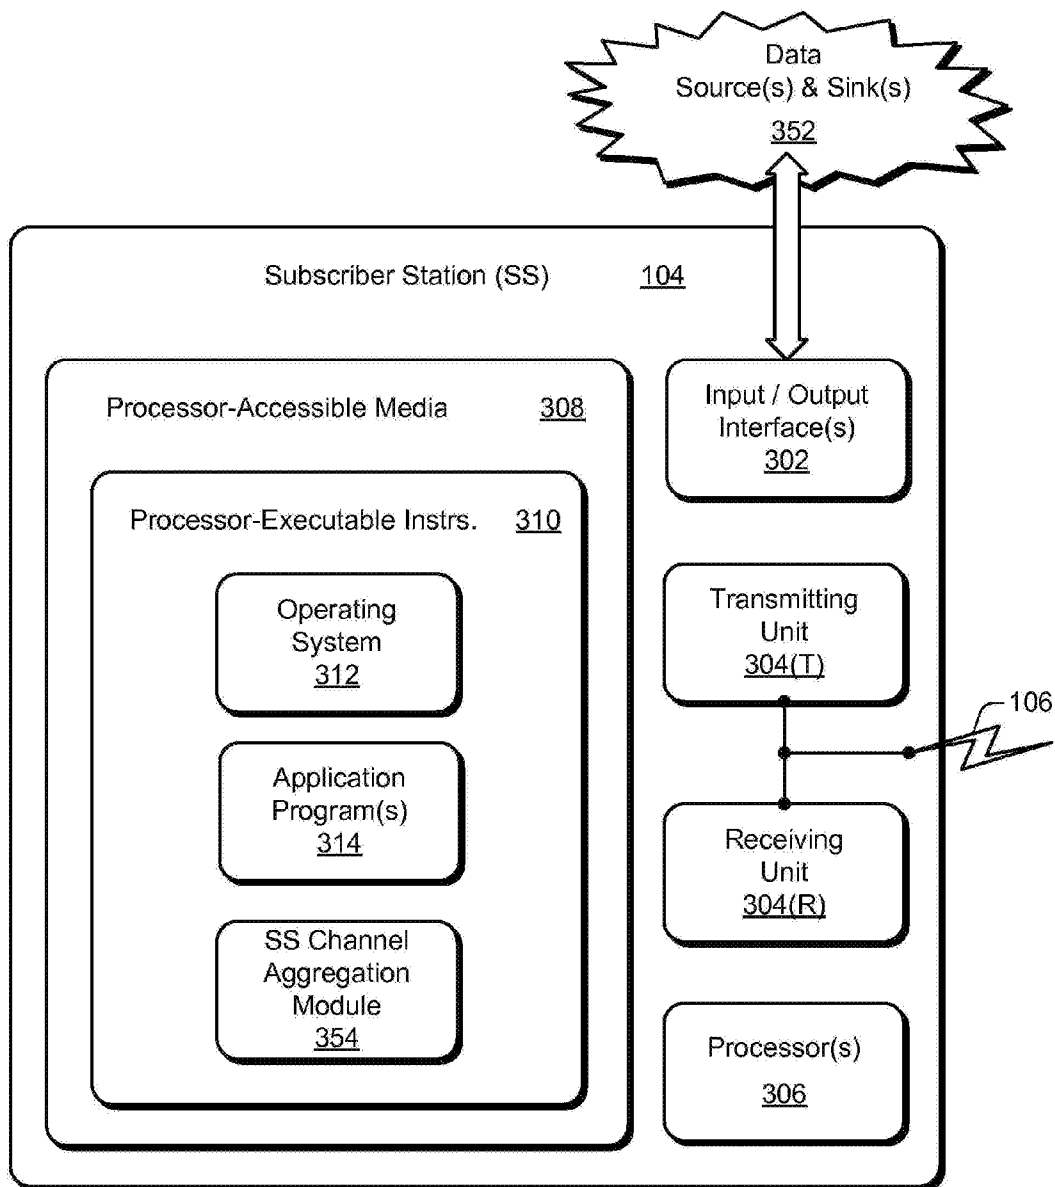 Data
Source(s) & Sink(s)
352
Subscriber Station (SS) 104
Processor-Accessible Media 308
Processor-Executable Instrs. 310
Operating
System
312
Application
Program(s)
314
SS Channel
Aggregation
Module
354
Input / Output
Interface(s)
302
Transmitting
Unit
304(T)
106
Receiving
Unit
304(R)
Processor(s)
306